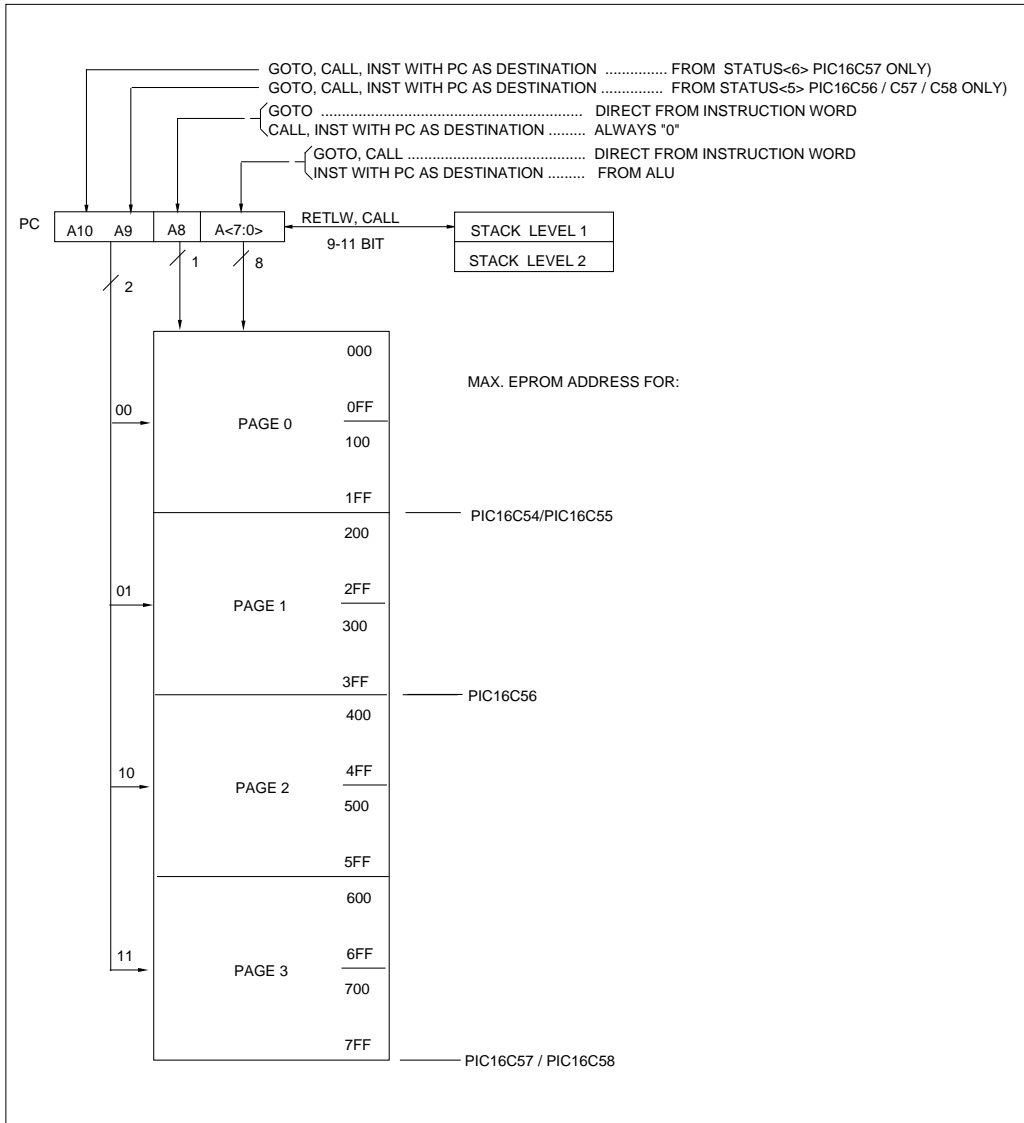 GOTO, CALL, INST WITH PC AS DESTINATION ............... FROM STATUS<6> PIC16C57 ONLY)
GOTO, CALL, INST WITH PC AS DESTINATION ............... FROM STATUS<5> PIC16C56 / C57 / C58 ONLY)
GOTO ............................................................... DIRECT FROM INSTRUCTION WORD
CALL, INST WITH PC AS DESTINATION ......... ALWAYS "0"
GOTO, CALL ........................................... DIRECT FROM INSTRUCTION WORD
INST WITH PC AS DESTINATION ......... FROM ALU
PC A10 A9 A8 A<7:0> RETLW, CALL STACK LEVEL 1
9-11 BIT STACK LEVEL 2
1 8
2
000
MAX. EPROM ADDRESS FOR:
00 PAGE 0 0FF
100
1FF
PIC16C54/PIC16C55
200
01 PAGE 1 2FF
300
3FF
PIC16C56
400
10 PAGE 2 4FF
500
5FF
600
11 PAGE 3 6FF
700
7FF
PIC16C57 / PIC16C58